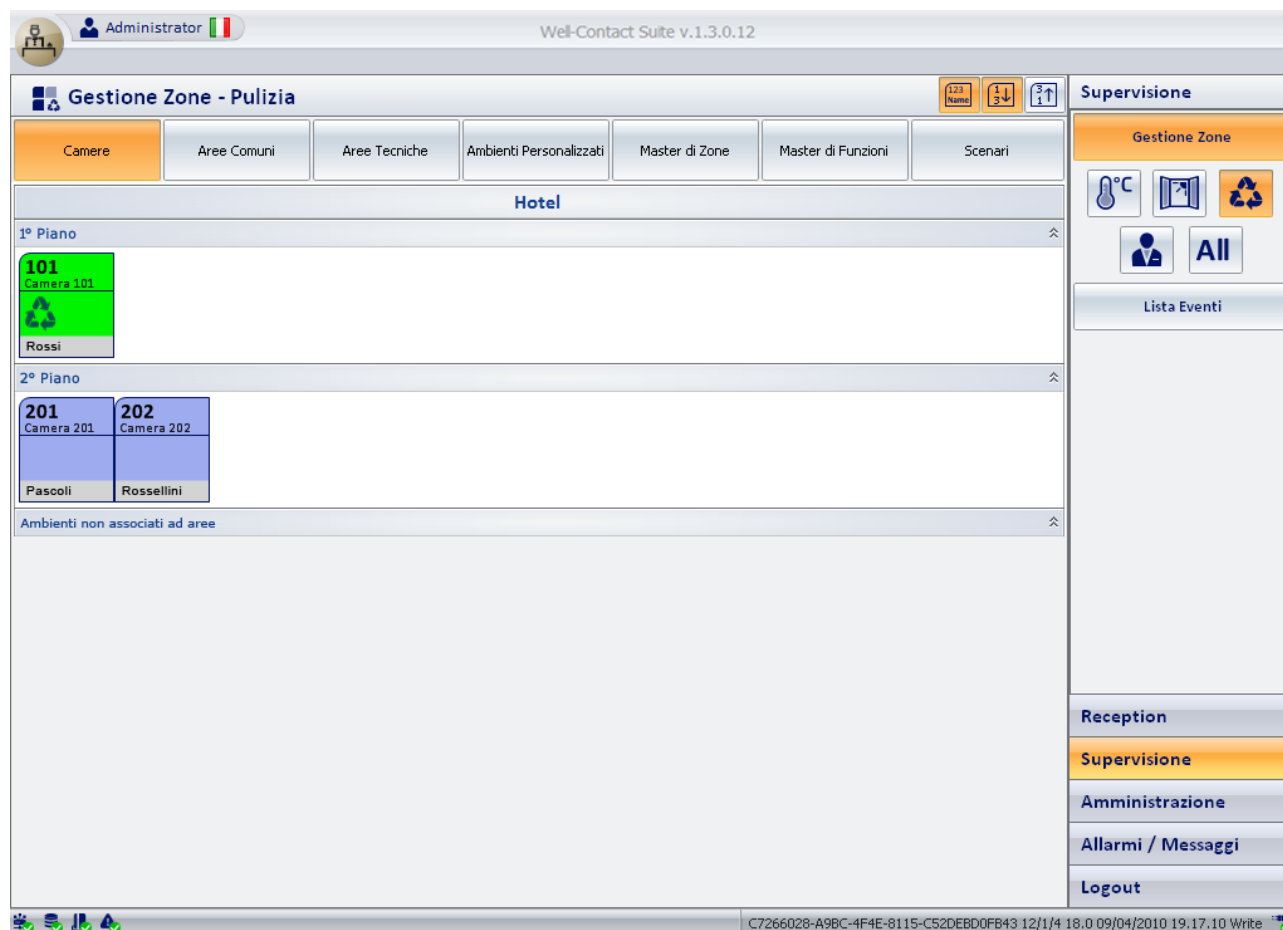 Administrator
Well-Contact Suite v.1.3.0.12
Gestione Zone - Pulizia
123
Name
1
3
3
1
Supervisione
Camere
Aree Comuni
Aree Tecniche
Ambienti Personalizzati
Master di Zone
Master di Funzioni
Scenari
Gestione Zone
°C
All
Lista Eventi
Hotel
1° Piano
101
Camera 101
Rossi
2° Piano
201
Camera 201
Pascoli
202
Camera 202
Rossellini
Ambienti non associati ad aree
Reception
Supervisione
Amministrazione
Allarmi / Messaggi
Logout
C7266028-A9BC-4F4E-8115-C52DEBD0FB43 12/1/4 18.0 09/04/2010 19.17.10 Write